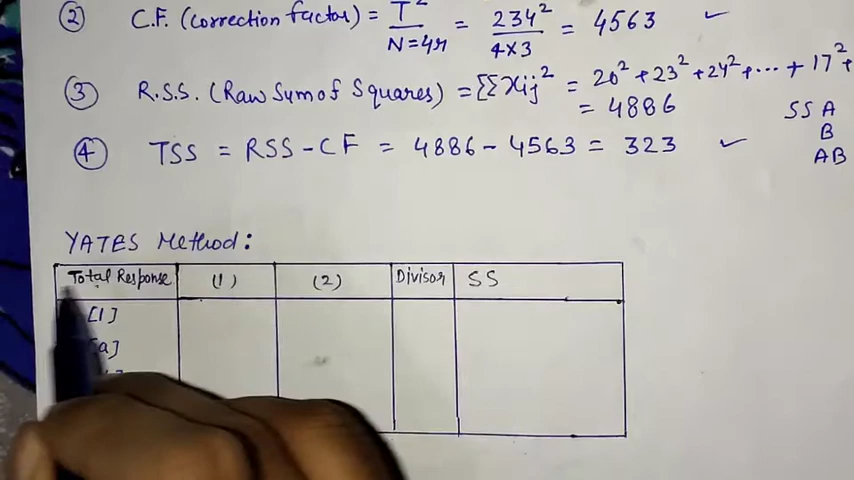 ② C.F. (correction factor) = T² / N=4r = 234² / 4×3 = 4563 ✓
③ R.S.S. (Raw Sum of Squares) = [ΣΣXij² = 20² + 23² + 24² + ... + 17² +
= 4886
SS A
B
AB
④ TSS = RSS - CF = 4886 - 4563 = 323 ✓
YATES Method:
Total Response (1) (2) Divisor SS
[1]
[a]